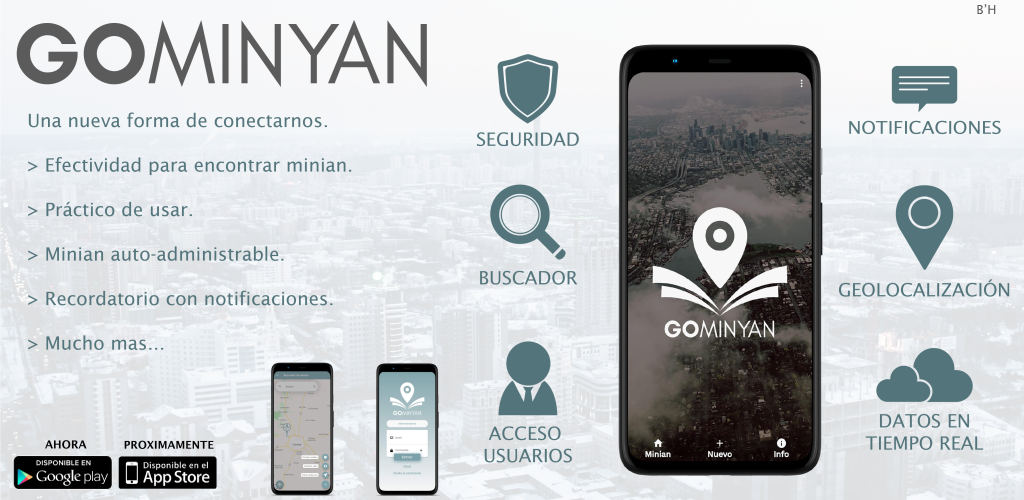 B'H
GOMINYAN
Una nueva forma de conectarnos.
> Efectividad para encontrar minian.
> Práctico de usar.
> Minian auto-administrable.
> Recordatorio con notificaciones.
> Mucho mas...
AHORA
DISPONIBLE EN
Google play
PROXIMAMENTE
Disponible en el
App Store
GOMINYAN
SEGURIDAD
BUSCADOR
ACCESO
USUARIOS
GOMINYAN
Minian
Nuevo
Info
NOTIFICACIONES
GEOLOCALIZACIÓN
DATOS EN
TIEMPO REAL